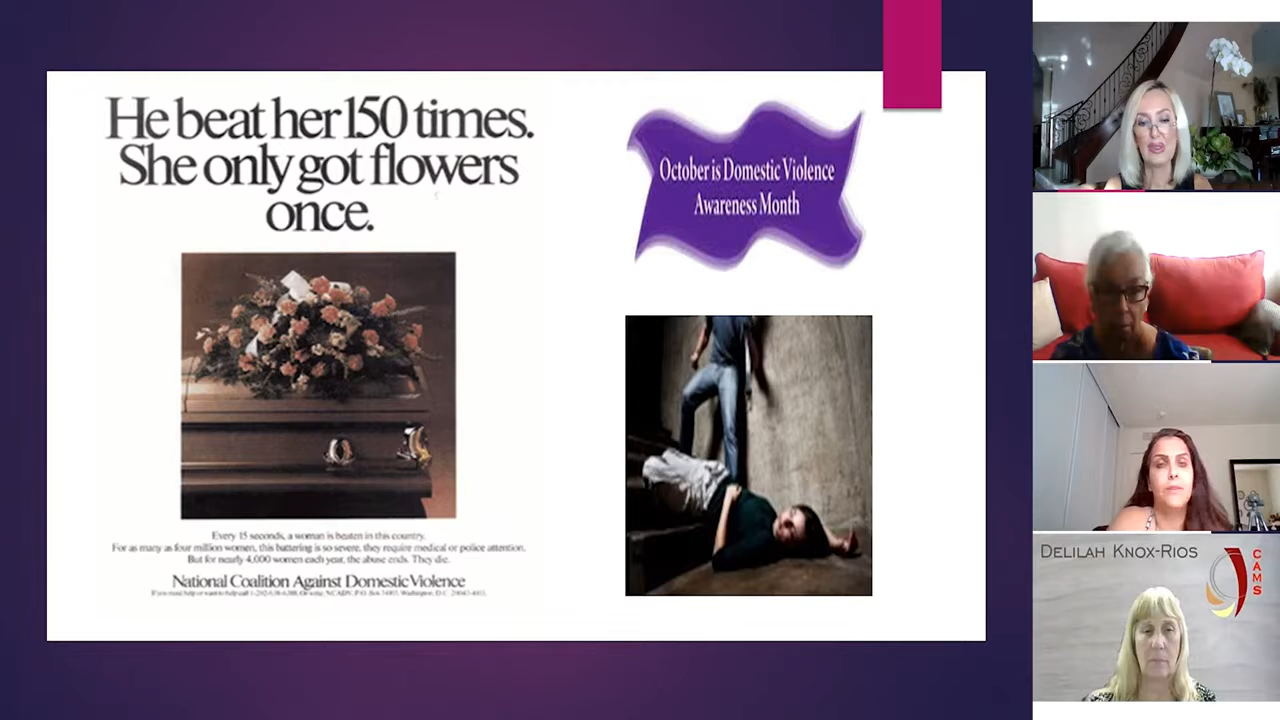 He beat her 150 times.
She only got flowers
once.
Every 15 seconds, a woman is beaten in this country.
For as many as four million women, this battering is so severe, they require medical or police attention.
But for nearly 4,000 women each year, the abuse ends. They die.
National Coalition Against Domestic Violence
October is Domestic Violence
Awareness Month
DELILAH KNOX-RIOS
CAMS